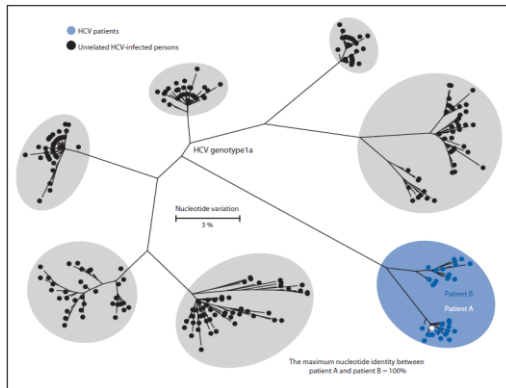 HCV patients
Unrelated HCV-infected persons
HCV genotype1a
Nucleotide variation
3 %
Patient B
Patient A
The maximum nucleotide identity between
patient A and patient B ~ 100%